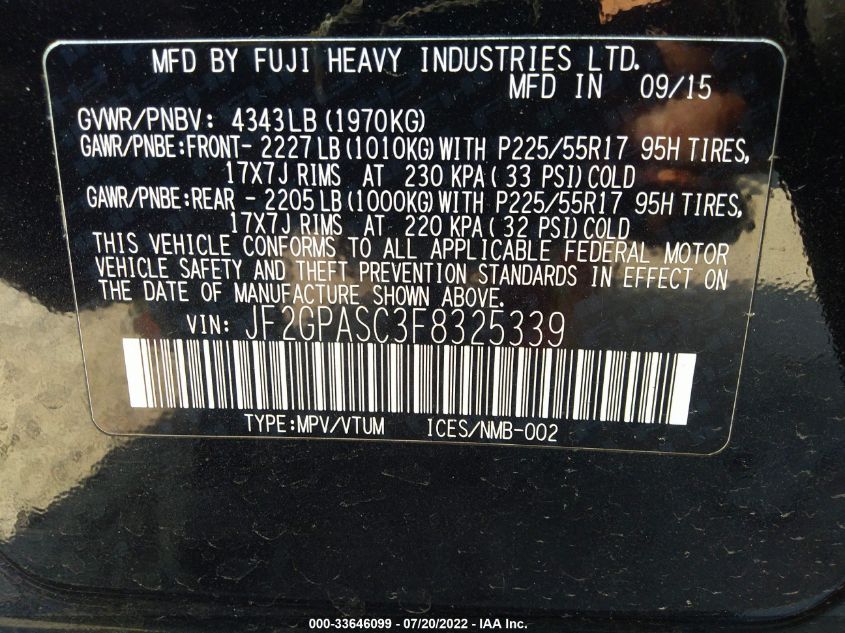 MFD BY FUJI HEAVY INDUSTRIES LTD.
MFD IN 09/15
GVWR/PNBV: 4343LB (1970KG)
GAWR/PNBE:FRONT- 2227LB (1010KG) WITH P225/55R17 95H TIRES,
17X7J RIMS AT 230 KPA ( 33 PSI) COLD
GAWR/PNBE:REAR - 2205LB (1000KG) WITH P225/55R17 95H TIRES,
17X7J RIMS AT 220 KPA ( 32 PSI) COLD
THIS VEHICLE CONFORMS TO ALL APPLICABLE FEDERAL MOTOR
VEHICLE SAFETY AND THEFT PREVENTION STANDARDS IN EFFECT ON
THE DATE OF MANUFACTURE SHOWN ABOVE.
VIN: JF2GPASC3F8325339
TYPE:MPV/VTUM ICES/NMB-002
000-33646099 - 07/20/2022 - IAA Inc.